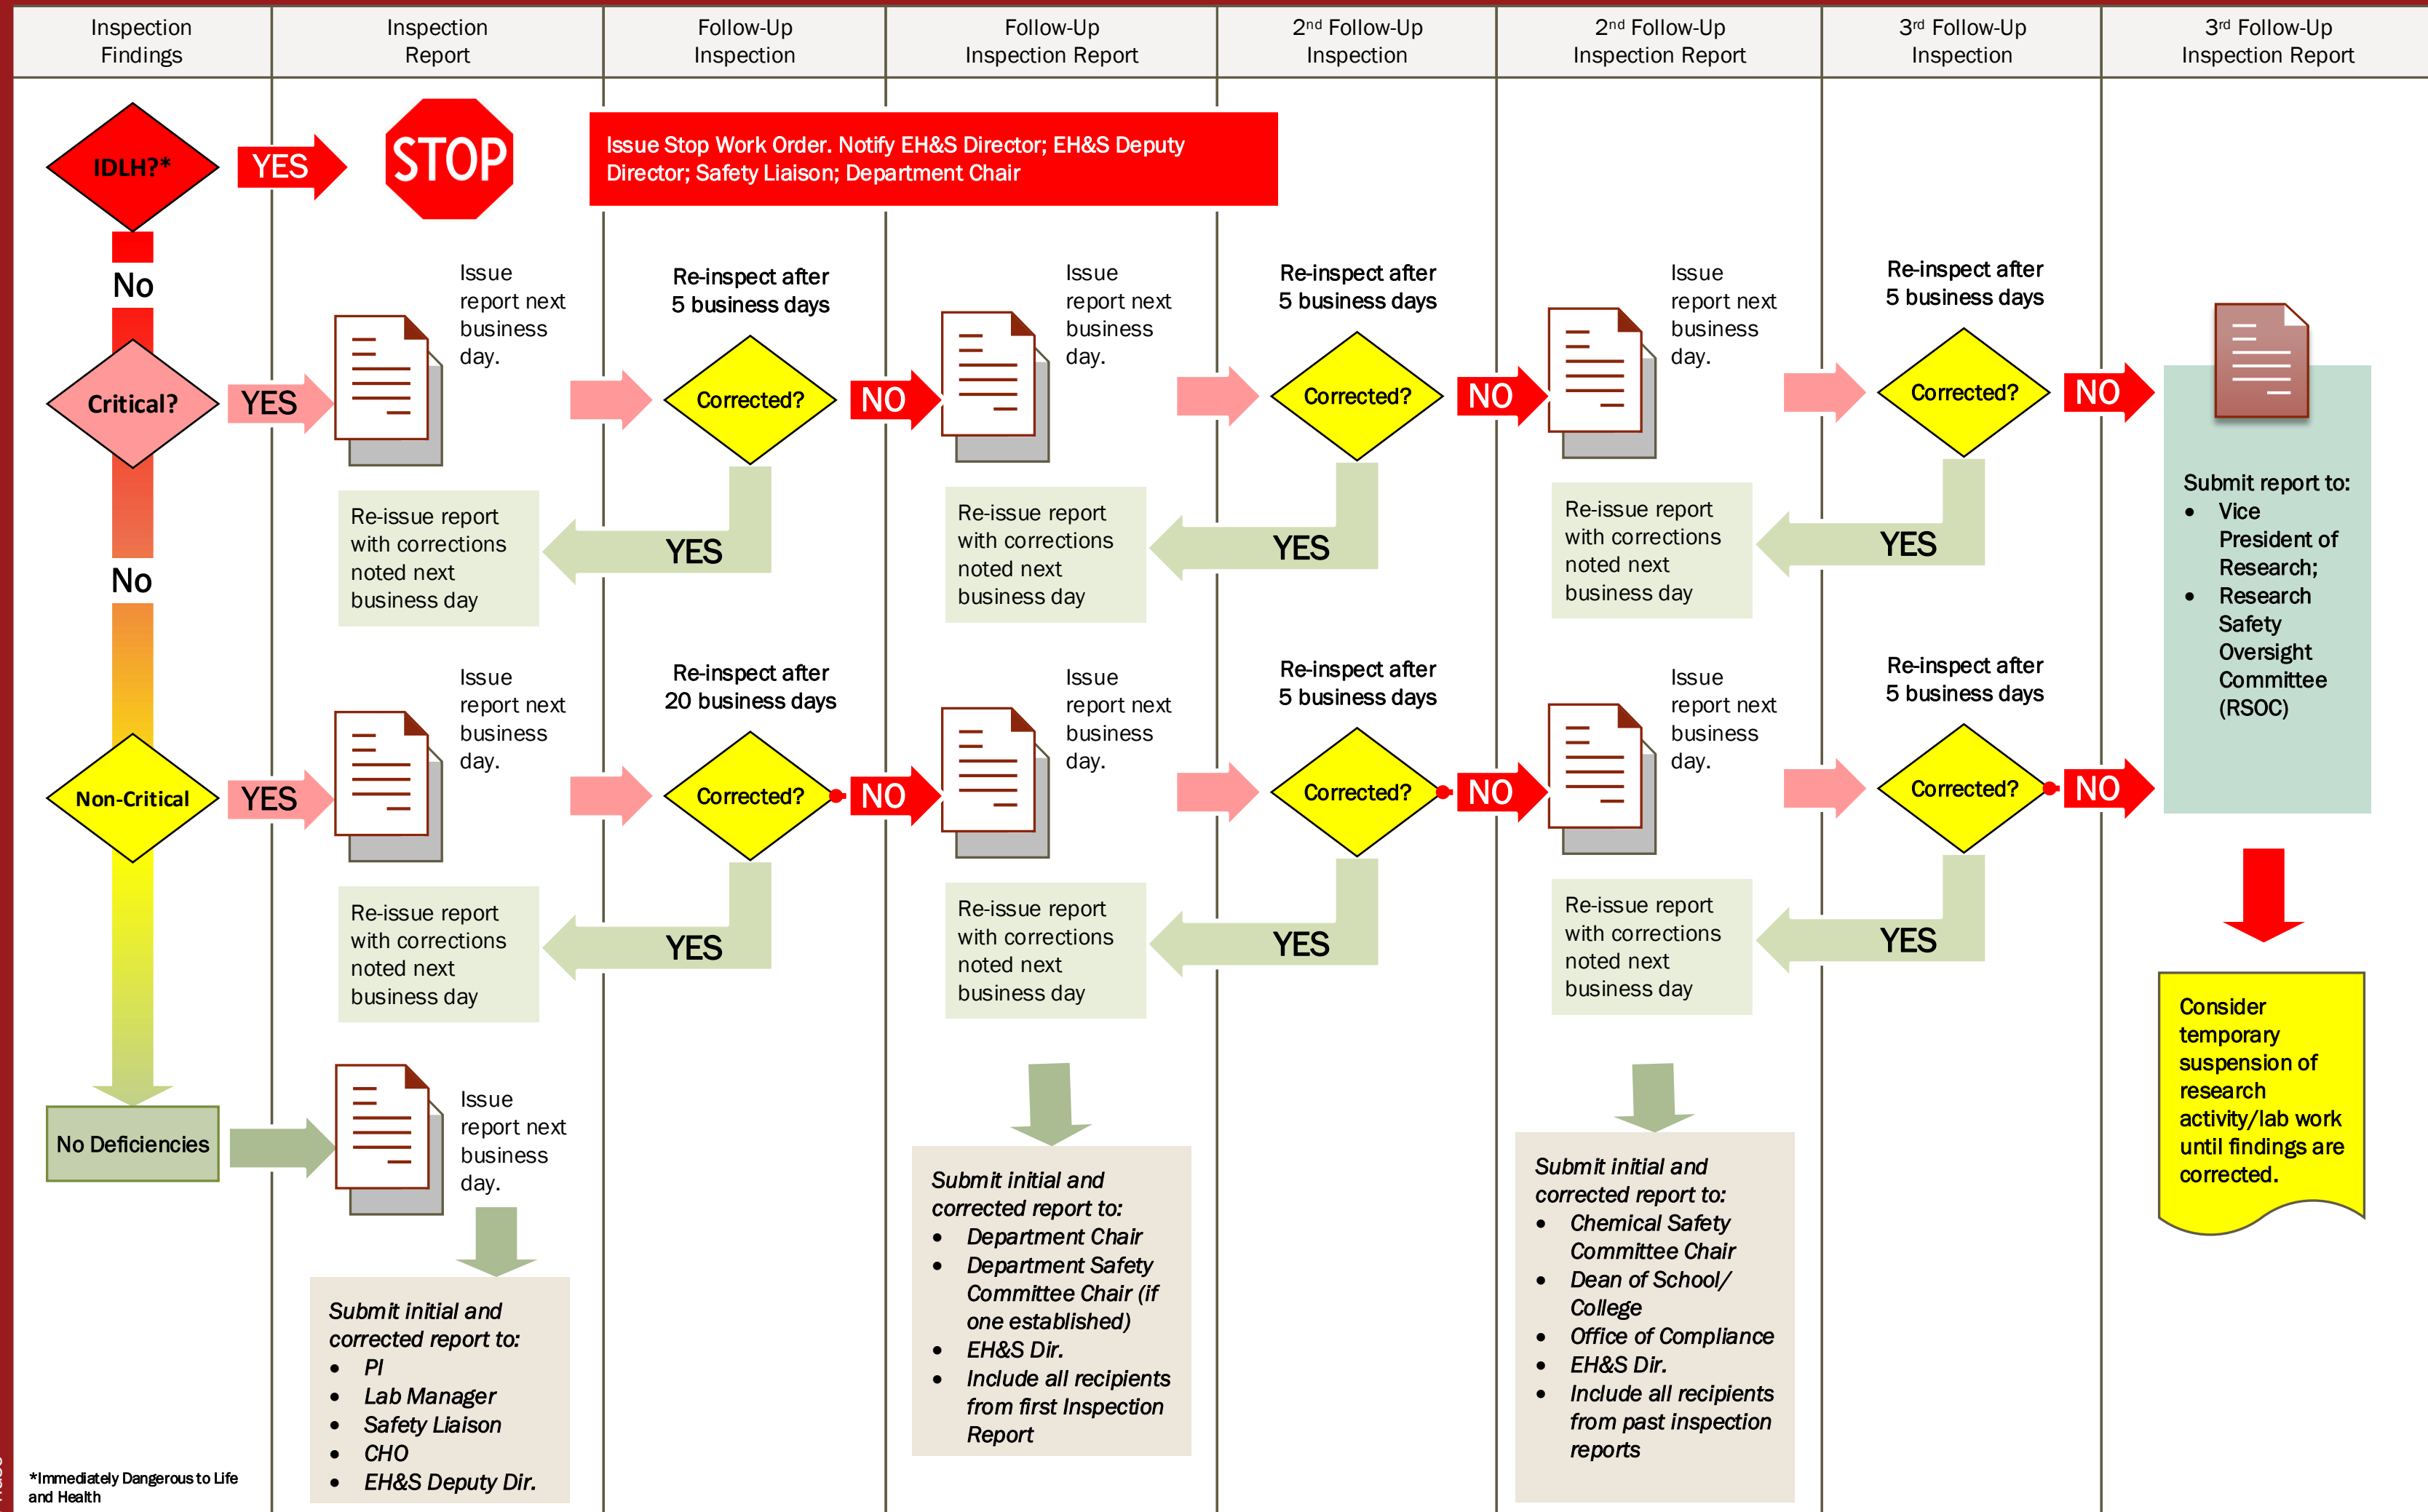 Inspection
Findings
Inspection
Report
Follow-Up
Inspection
Follow-Up
Inspection Report
2nd Follow-Up
Inspection
2nd Follow-Up
Inspection Report
3rd Follow-Up
Inspection
3rd Follow-Up
Inspection Report
IDLH?*
YES
STOP
Issue Stop Work Order. Notify EH&S Director; EH&S Deputy
Director; Safety Liaison; Department Chair
No
Critical?
YES
Issue
report next
business
day.
Re-inspect after
5 business days
Corrected?
NO
Issue
report next
business
day.
Re-inspect after
5 business days
Corrected?
NO
Issue
report next
business
day.
Re-inspect after
5 business days
Corrected?
NO
Re-issue report
with corrections
noted next
business day
YES
Re-issue report
with corrections
noted next
business day
YES
Re-issue report
with corrections
noted next
business day
YES
Submit report to:
• Vice
President of
Research;
• Research
Safety
Oversight
Committee
(RSOC)
No
Non-Critical
YES
Issue
report next
business
day.
Re-inspect after
20 business days
Corrected?
NO
Issue
report next
business
day.
Re-inspect after
5 business days
Corrected?
NO
Issue
report next
business
day.
Re-inspect after
5 business days
Corrected?
NO
Re-issue report
with corrections
noted next
business day
YES
Re-issue report
with corrections
noted next
business day
YES
Re-issue report
with corrections
noted next
business day
YES
Consider
temporary
suspension of
research
activity/lab work
until findings are
corrected.
No Deficiencies
Issue
report next
business
day.
Submit initial and
corrected report to:
• PI
• Lab Manager
• Safety Liaison
• CHO
• EH&S Deputy Dir.
Submit initial and
corrected report to:
• Department Chair
• Department Safety
Committee Chair (if
one established)
• EH&S Dir.
• Include all recipients
from first Inspection
Report
Submit initial and
corrected report to:
• Chemical Safety
Committee Chair
• Dean of School/
College
• Office of Compliance
• EH&S Dir.
• Include all recipients
from past inspection
reports
*Immediately Dangerous to Life
and Health